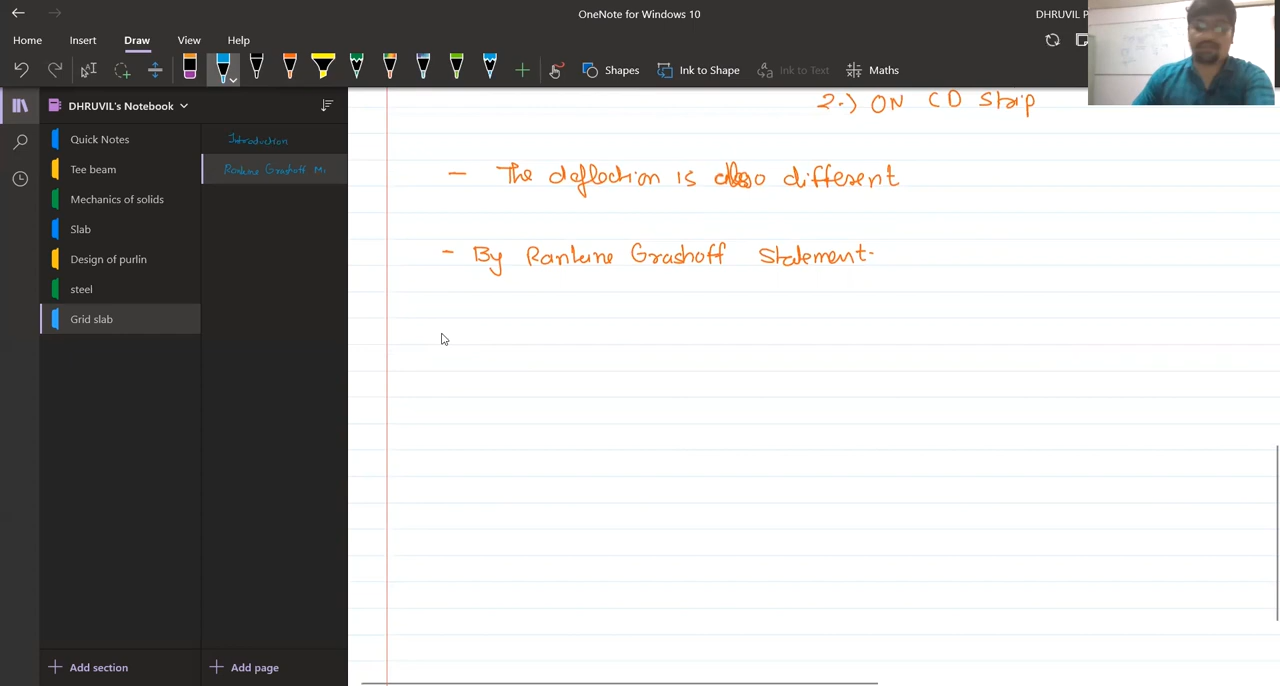 OneNote for Windows 10
DHRUVIL P
Home Insert Draw View Help
Shapes Ink to Shape Ink to Text Maths
DHRUVIL's Notebook
Quick Notes
Tee beam
Mechanics of solids
Slab
Design of purlin
steel
Grid slab
Add section
Introduction
Rankine Grashoff M
Add page
2.) ON CD Strip
- The deflection is also different
- By Rankine Grashoff Statement-